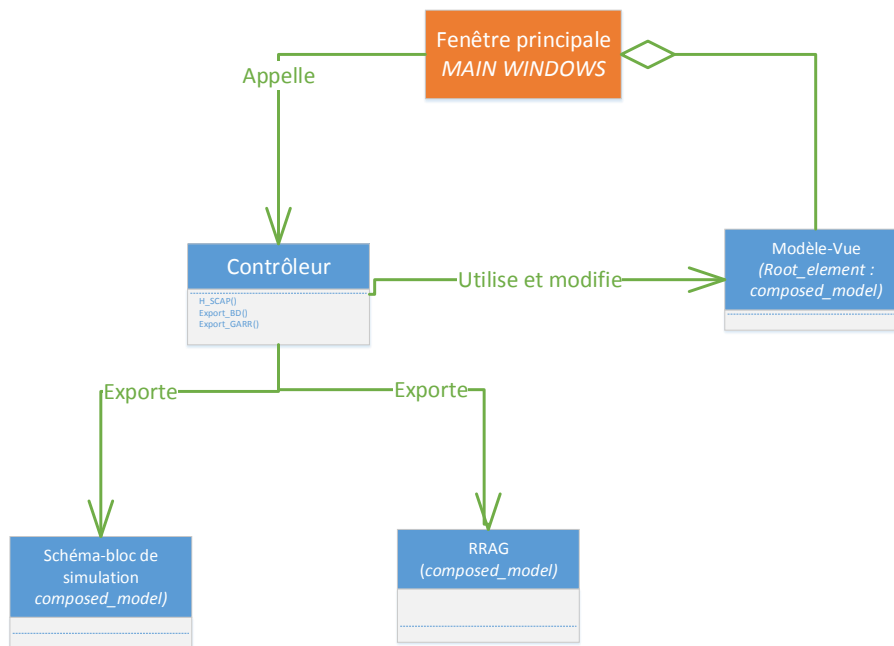 Fenêtre principale
MAIN WINDOWS
Appelle
Contrôleur
H_SCAP()
Export_BD()
Export_GARR()
Utilise et modifie
Modèle-Vue
(Root_element :
composed_model)
Exporte
Exporte
Schéma-bloc de
simulation
composed_model)
RRAG
(composed_model)